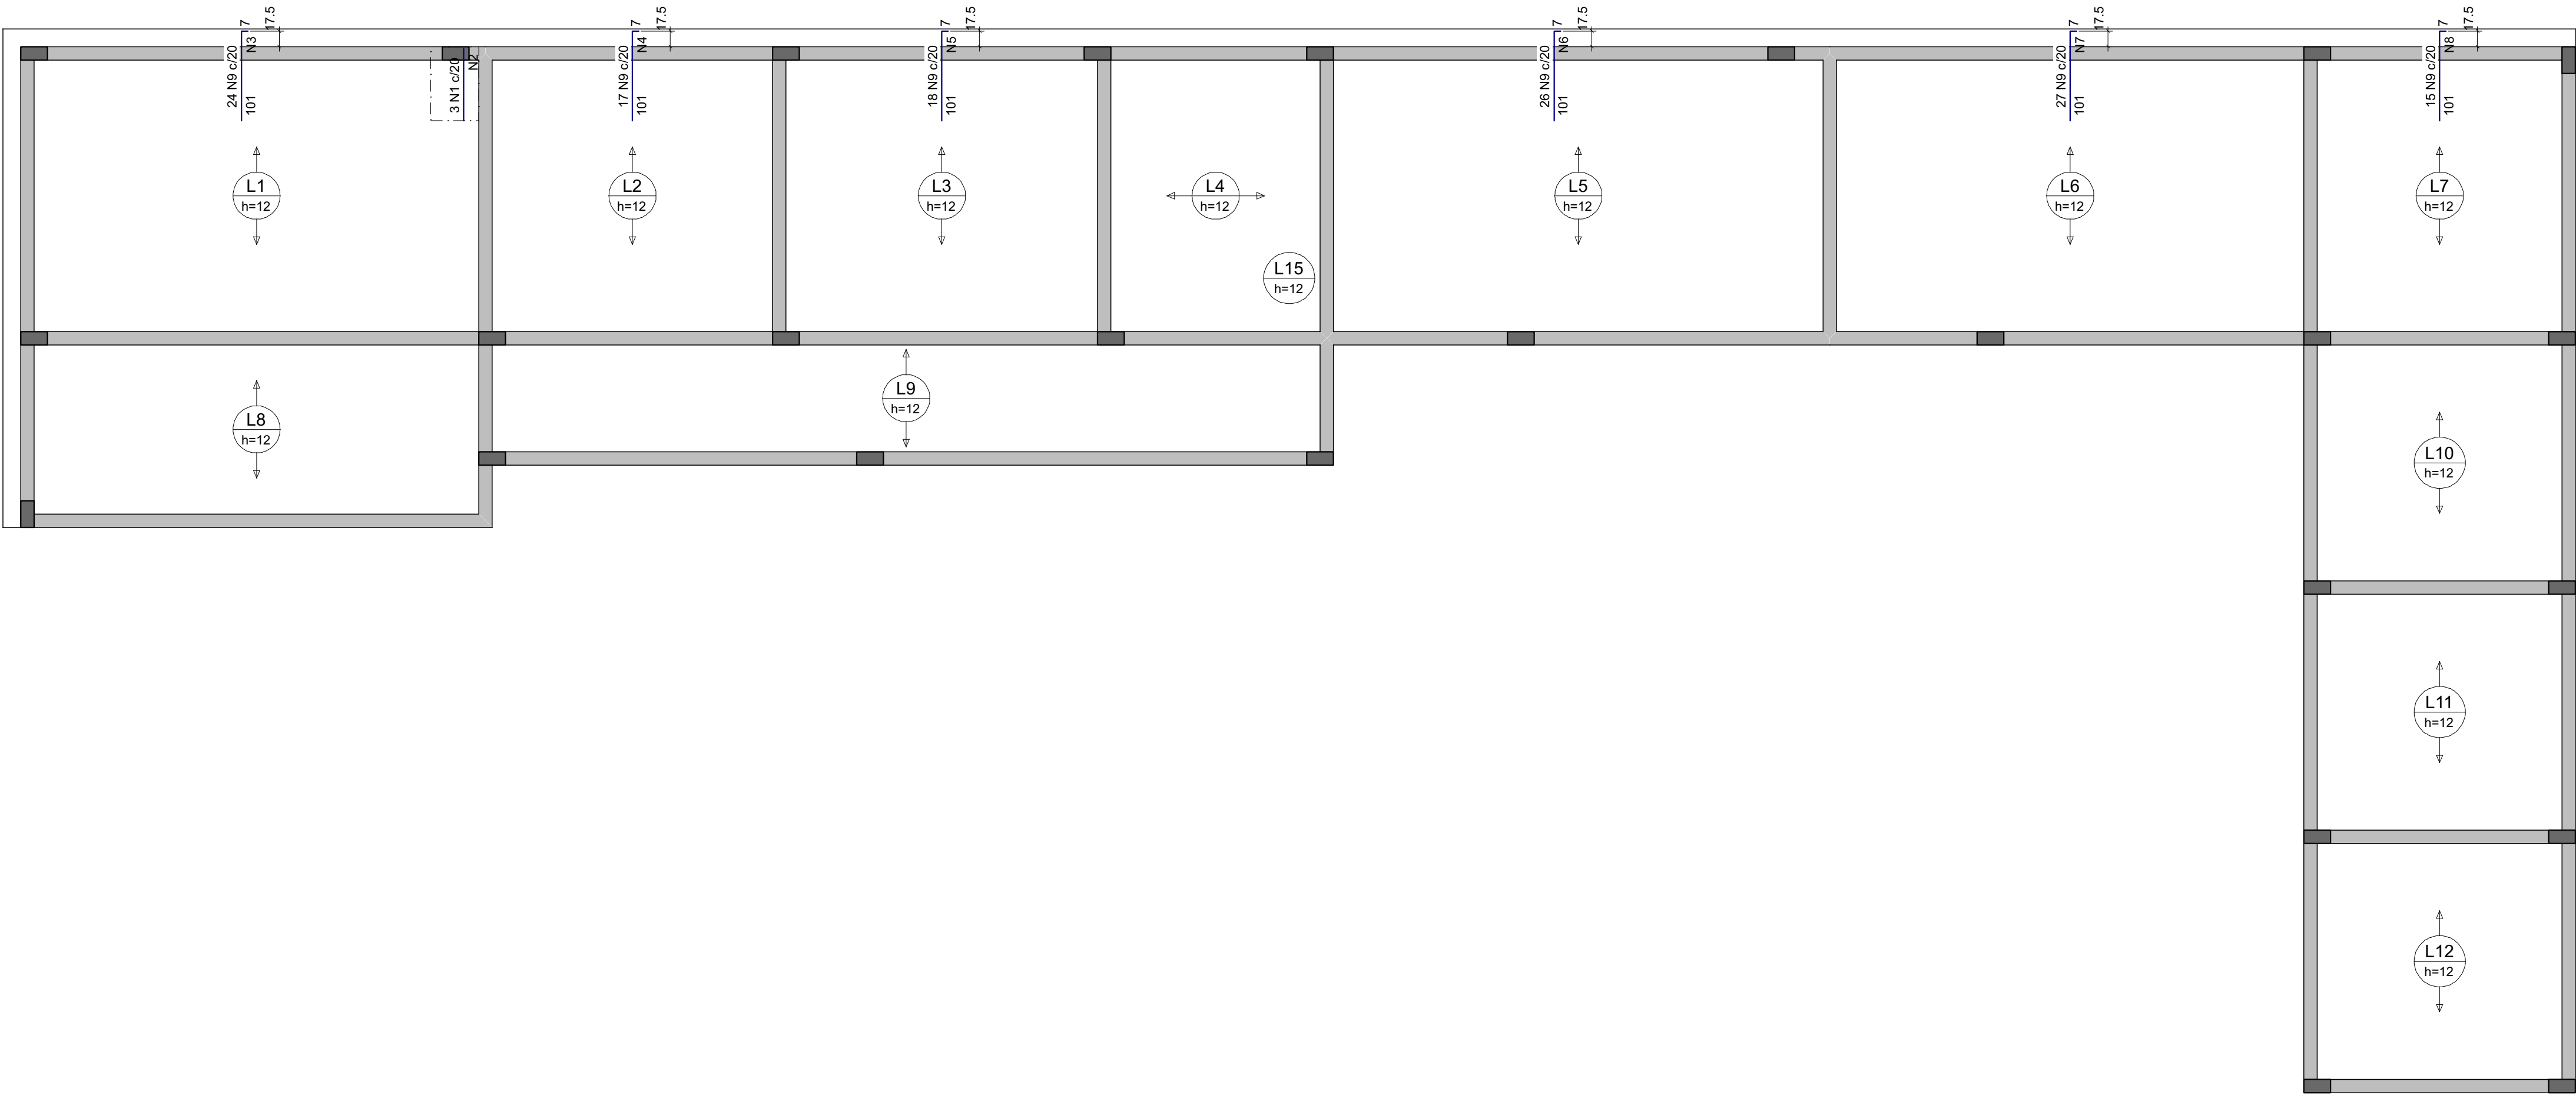 7
17.5
24 N9 c/20
N3
101
3 N1 c/20
N2
7
17.5
17 N9 c/20
N4
101
7
17.5
18 N9 c/20
N5
101
7
17.5
26 N9 c/20
N6
101
7
17.5
27 N9 c/20
N7
101
7
17.5
15 N9 c/20
N8
101
L1
h=12
L2
h=12
L3
h=12
L4
h=12
L5
h=12
L6
h=12
L7
h=12
L15
h=12
L8
h=12
L9
h=12
L10
h=12
L11
h=12
L12
h=12